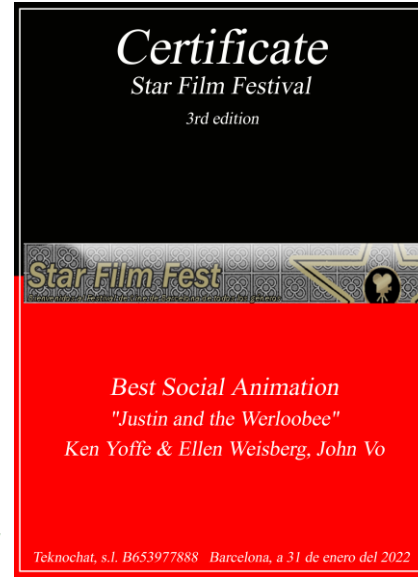 Certificate
Star Film Festival
3rd edition
Star Film Fest
Best Social Animation
"Justin and the Werloobee"
Ken Yoffe & Ellen Weisberg, John Vo
Teknochat, s.l. B653977888 Barcelona, a 31 de enero del 2022